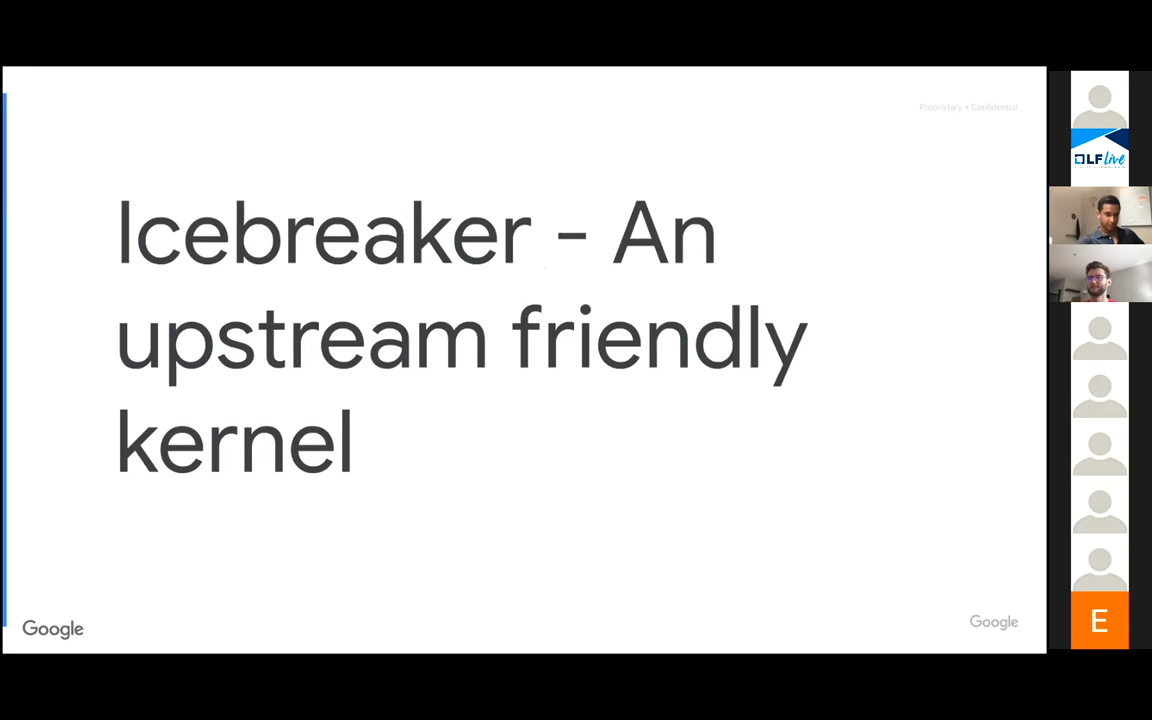 Proprietary + Confidential
Icebreaker - An
upstream friendly
kernel
Google
Google
LF Live
E